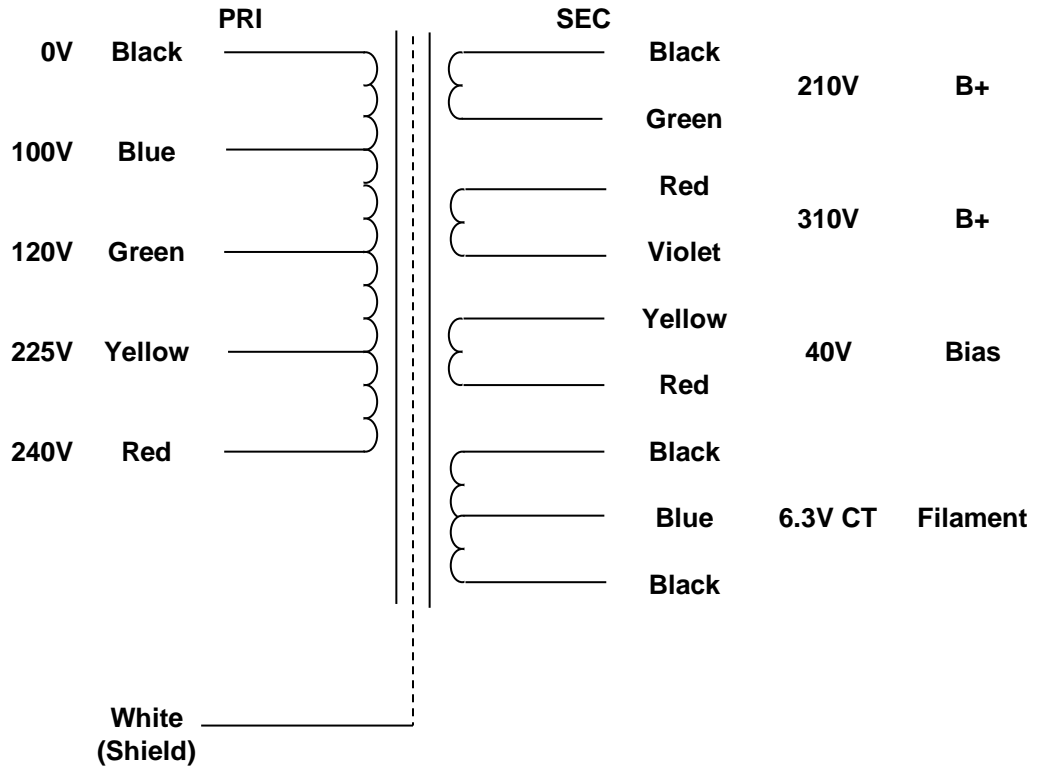 PRI SEC
0V Black Black
210V B+
Green
100V Blue
Red
310V B+
120V Green Violet
Yellow
225V Yellow 40V Bias
Red
240V Red Black
Blue 6.3V CT Filament
Black
White
(Shield)